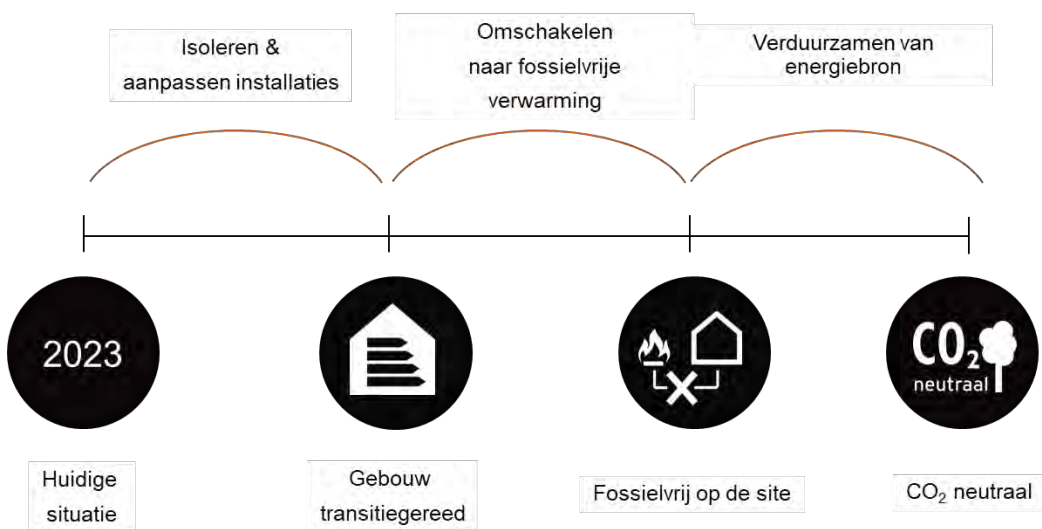 Isoleren &
aanpassen installaties
Omschakelen
naar fossielvrije
verwarming
Verduurzamen van
energiebron
2023
CO₂
neutraal
Huidige
situatie
Gebouw
transitiegereed
Fossielvrij op de site
CO₂ neutraal